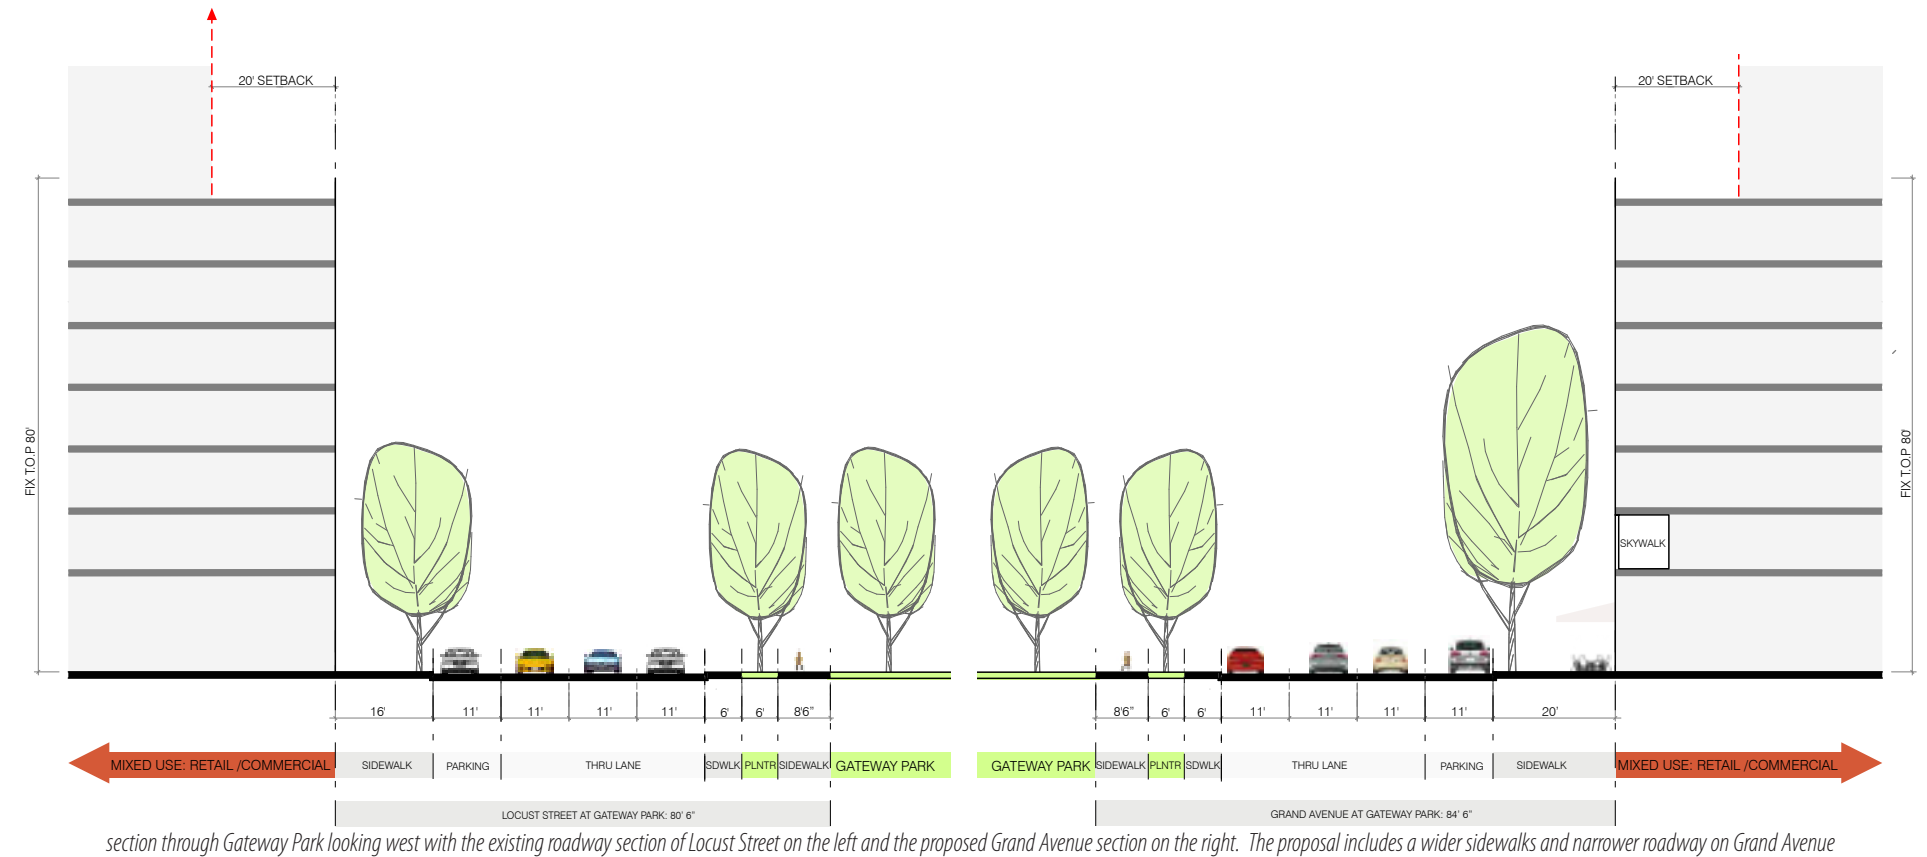 20' SETBACK
20' SETBACK
FIX T.O.P 80'
FIX T.O.P 80'
SKYWALK
16' 11' 11' 11' 11' 6' 6' 8'6" 8'6" 6' 6' 11' 11' 11' 11' 20'
MIXED USE: RETAIL /COMMERCIAL SIDEWALK PARKING THRU LANE SDWLK PLNTR SIDEWALK GATEWAY PARK GATEWAY PARK SIDEWALK PLNTR SDWLK THRU LANE PARKING SIDEWALK MIXED USE: RETAIL /COMMERCIAL
LOCUST STREET AT GATEWAY PARK: 80' 6" GRAND AVENUE AT GATEWAY PARK: 84' 6"
section through Gateway Park looking west with the existing roadway section of Locust Street on the left and the proposed Grand Avenue section on the right. The proposal includes a wider sidewalks and narrower roadway on Grand Avenue